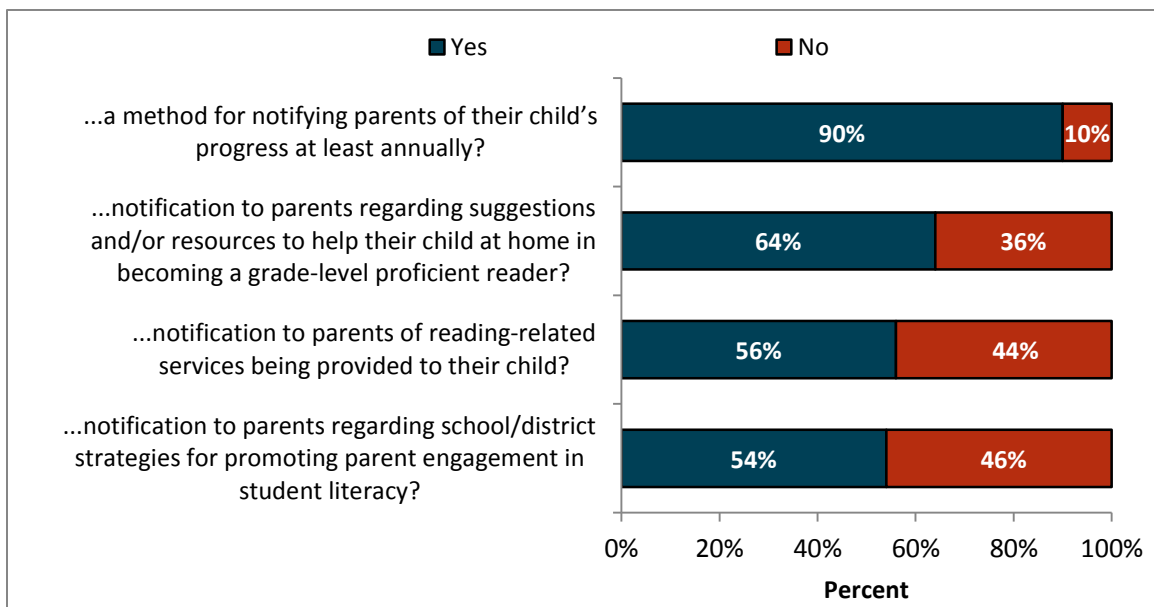 Yes No
...a method for notifying parents of their child’s
progress at least annually?
90% 10%
...notification to parents regarding suggestions
and/or resources to help their child at home in
becoming a grade-level proficient reader?
64% 36%
...notification to parents of reading-related
services being provided to their child?
56% 44%
...notification to parents regarding school/district
strategies for promoting parent engagement in
student literacy?
54% 46%
0% 20% 40% 60% 80% 100%
Percent